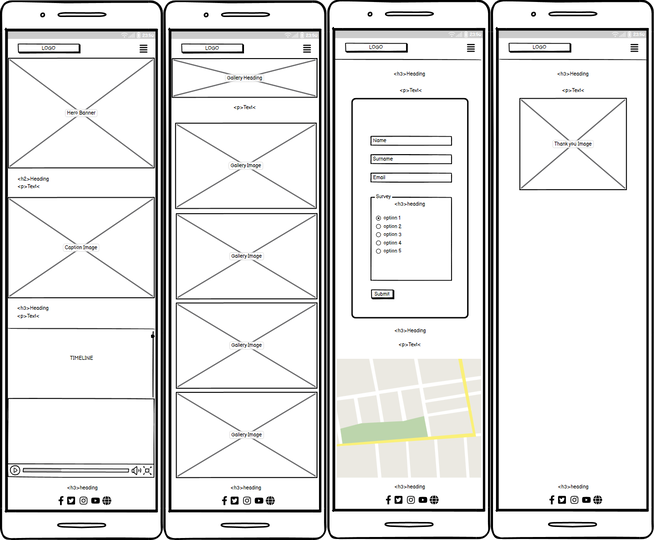 LOGO
Hero Banner
<h2>Heading
<p>Text<
Caption Image
<h3>Heading
<p>Text<
TIMELINE
<h3>heading
LOGO
Gallery Heading
<p>Text<
Gallery Image
Gallery Image
Gallery Image
Gallery Image
<h3>heading
LOGO
<h3>Heading
<p>Text<
Name
Surname
Email
Survey
<h3>heading
option 1
option 2
option 3
option 4
option 5
Submit
<h3>Heading
<p>Text<
<h3>heading
LOGO
<h3>Heading
<p>Text<
Thank you Image
<h3>heading